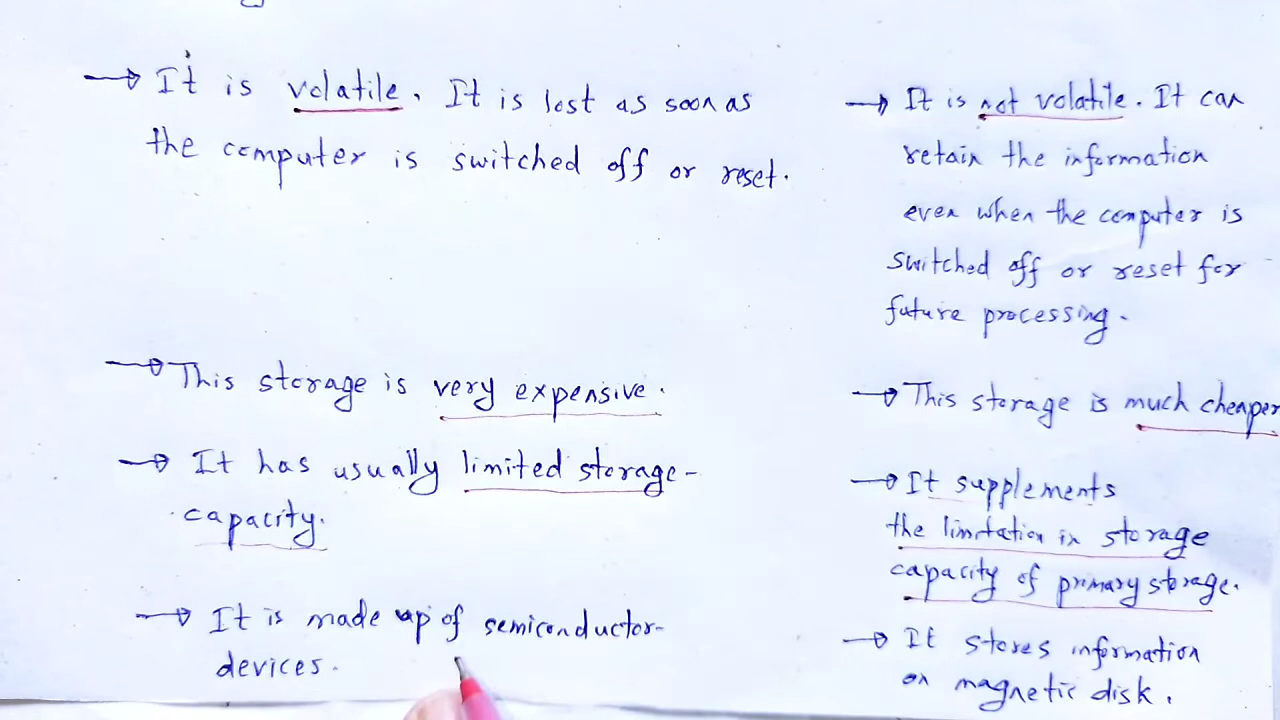 → It is volatile. It is lost as soon as
the computer is switched off or reset.
→ This storage is very expensive.
→ It has usually limited storage-
capacity.
→ It is made up of semiconductor-
devices.
→ It is not volatile. It can
retain the information
even when the computer is
switched off or reset for
future processing.
→ This storage is much cheaper
→ It supplements
the limitation in storage
capacity of primary storage.
→ It stores information
on magnetic disk.